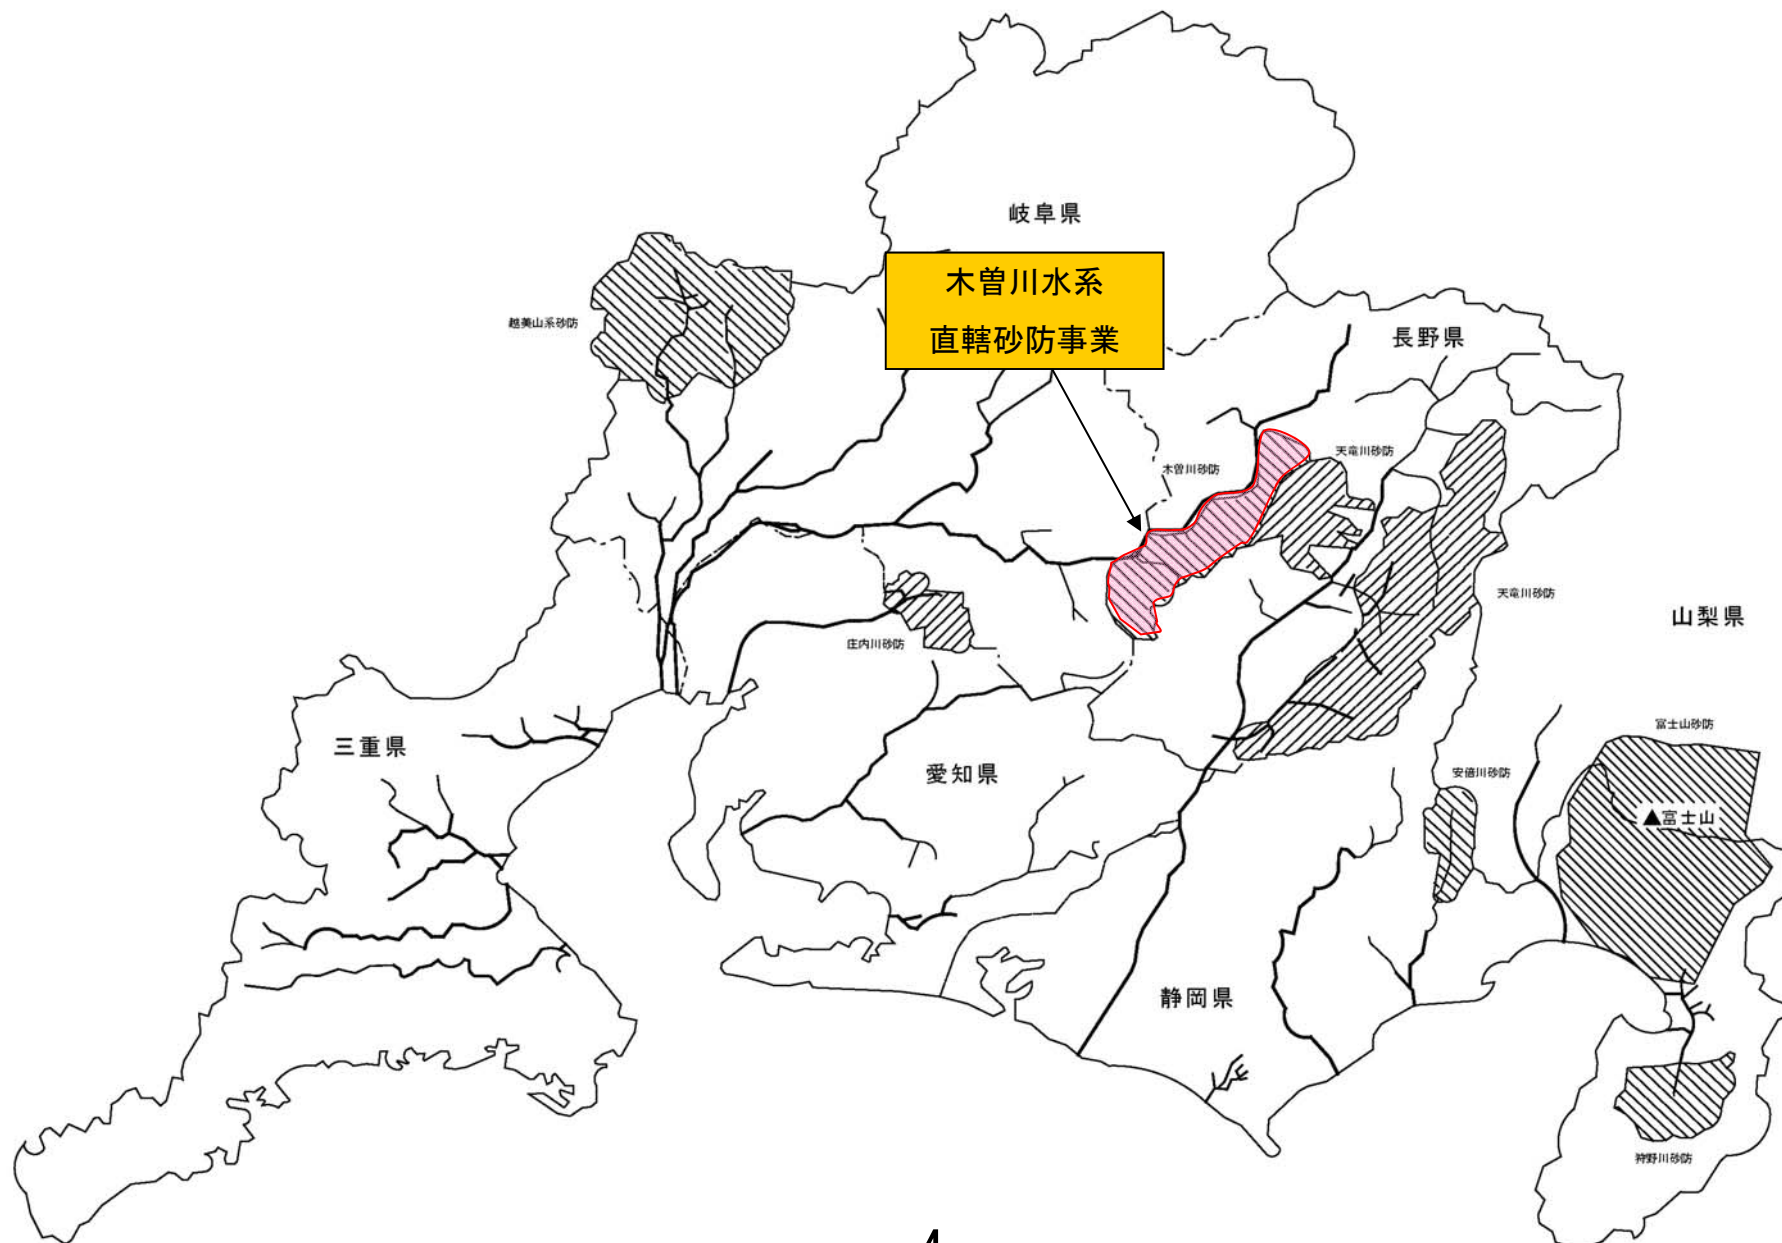 岐阜県
木曽川水系
直轄砂防事業
越美山系砂防
長野県
天竜川砂防
木曽川砂防
天竜川砂防
山梨県
庄内川砂防
富士山砂防
三重県
愛知県
安倍川砂防
▲富士山
静岡県
狩野川砂防
4